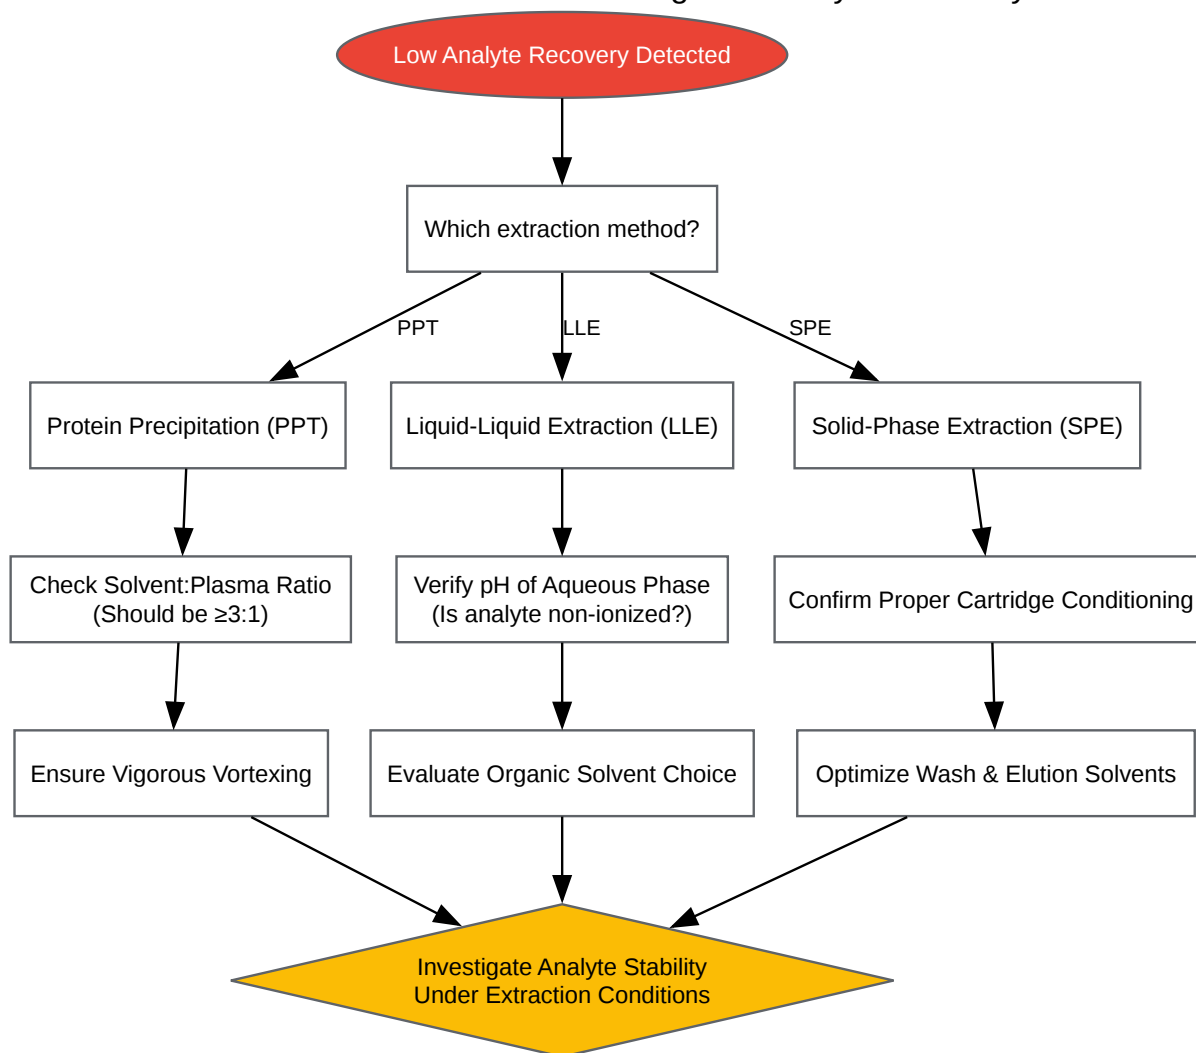 Low Analyte Recovery Detected
Which extraction method?
PPT
LLE
SPE
Protein Precipitation (PPT)
Liquid-Liquid Extraction (LLE)
Solid-Phase Extraction (SPE)
Check Solvent:Plasma Ratio
(Should be ≥3:1)
Verify pH of Aqueous Phase
(Is analyte non-ionized?)
Confirm Proper Cartridge Conditioning
Ensure Vigorous Vortexing
Evaluate Organic Solvent Choice
Optimize Wash & Elution Solvents
Investigate Analyte Stability
Under Extraction Conditions